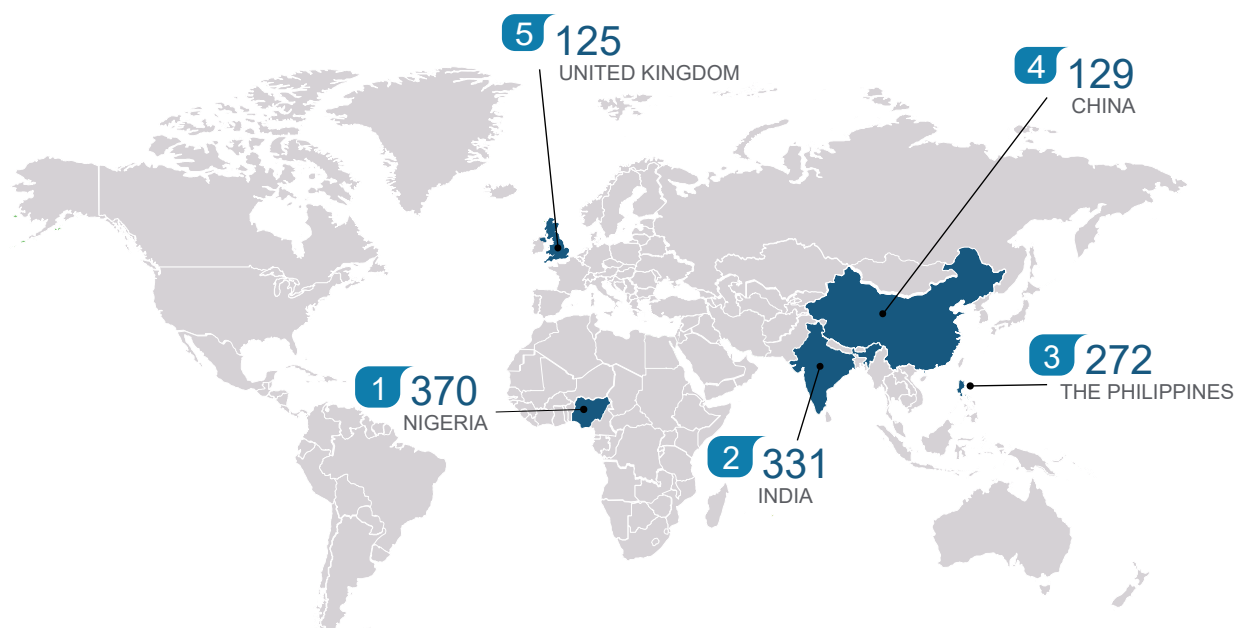 5 125
UNITED KINGDOM
4 129
CHINA
3 272
THE PHILIPPINES
1 370
NIGERIA
2 331
INDIA